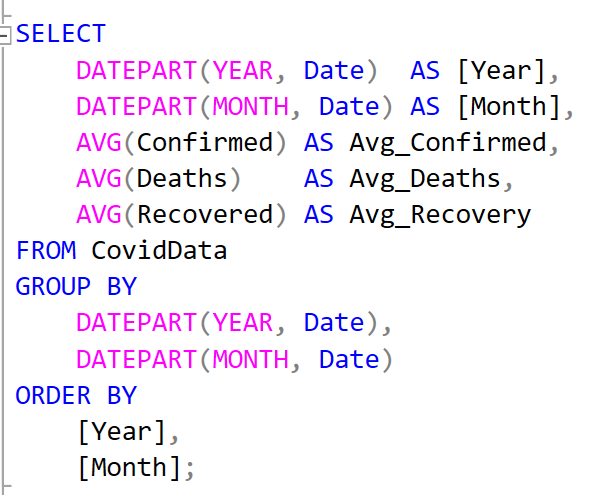 SELECT
    DATEPART(YEAR, Date)  AS [Year],
    DATEPART(MONTH, Date) AS [Month],
    AVG(Confirmed) AS Avg_Confirmed,
    AVG(Deaths)    AS Avg_Deaths,
    AVG(Recovered) AS Avg_Recovery
FROM CovidData
GROUP BY
    DATEPART(YEAR, Date),
    DATEPART(MONTH, Date)
ORDER BY
    [Year],
    [Month];